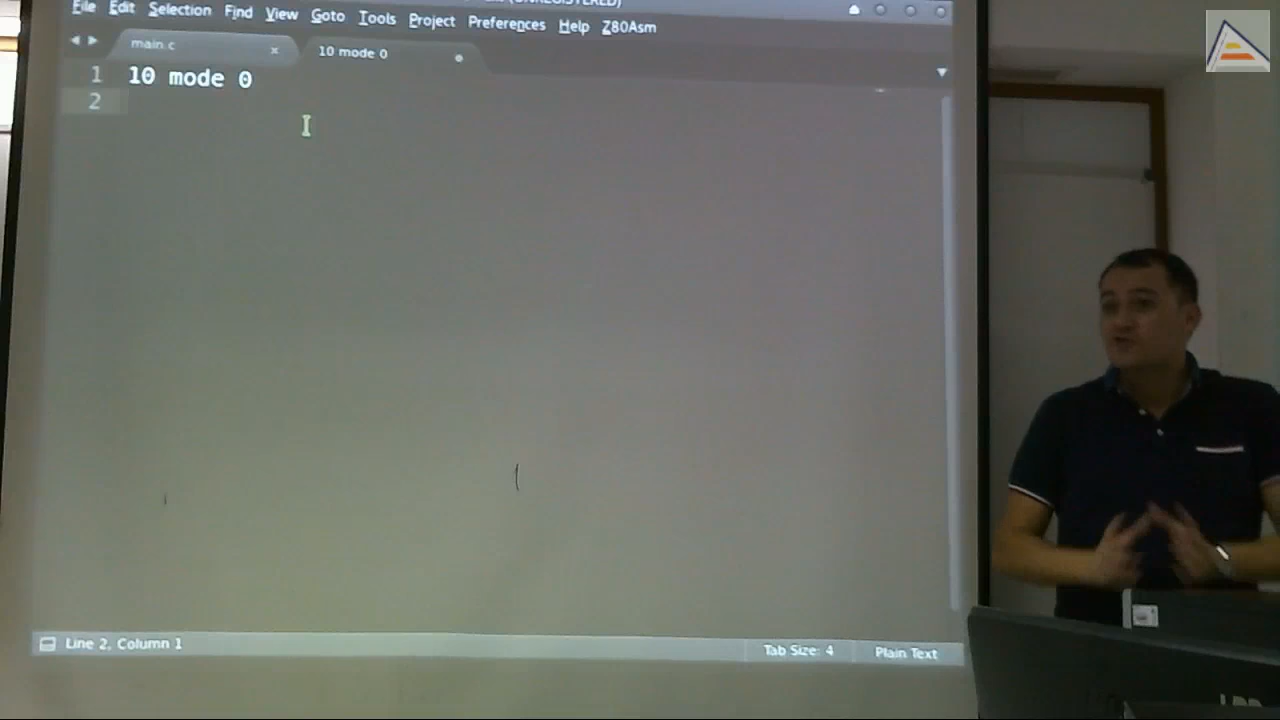 (UNREGISTERED)
File Edit Selection Find View Goto Tools Project Preferences Help Z80Asm
main.c 10 mode 0
1 10 mode 0
2
Line 2, Column 1 Tab Size: 4 Plain Text